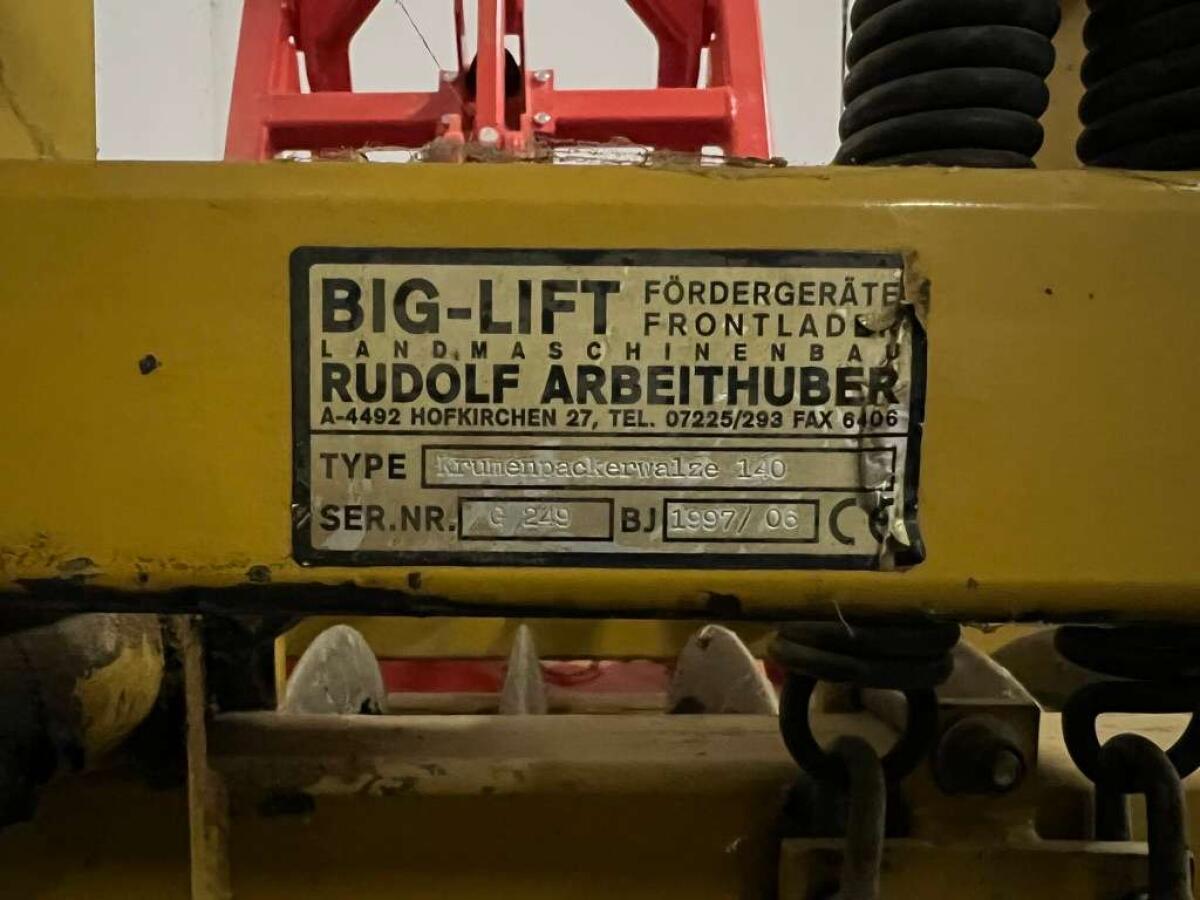 BIG-LIFT FÖRDERGERÄTE
FRONTLADER
LANDMASCHINENBAU
RUDOLF ARBEITHUBER
A-4492 HOFKIRCHEN 27, TEL. 07225/293 FAX 6406
TYPE Krumenpackerwalze 140
SER.NR. G 249 BJ 1997/ 06 CE